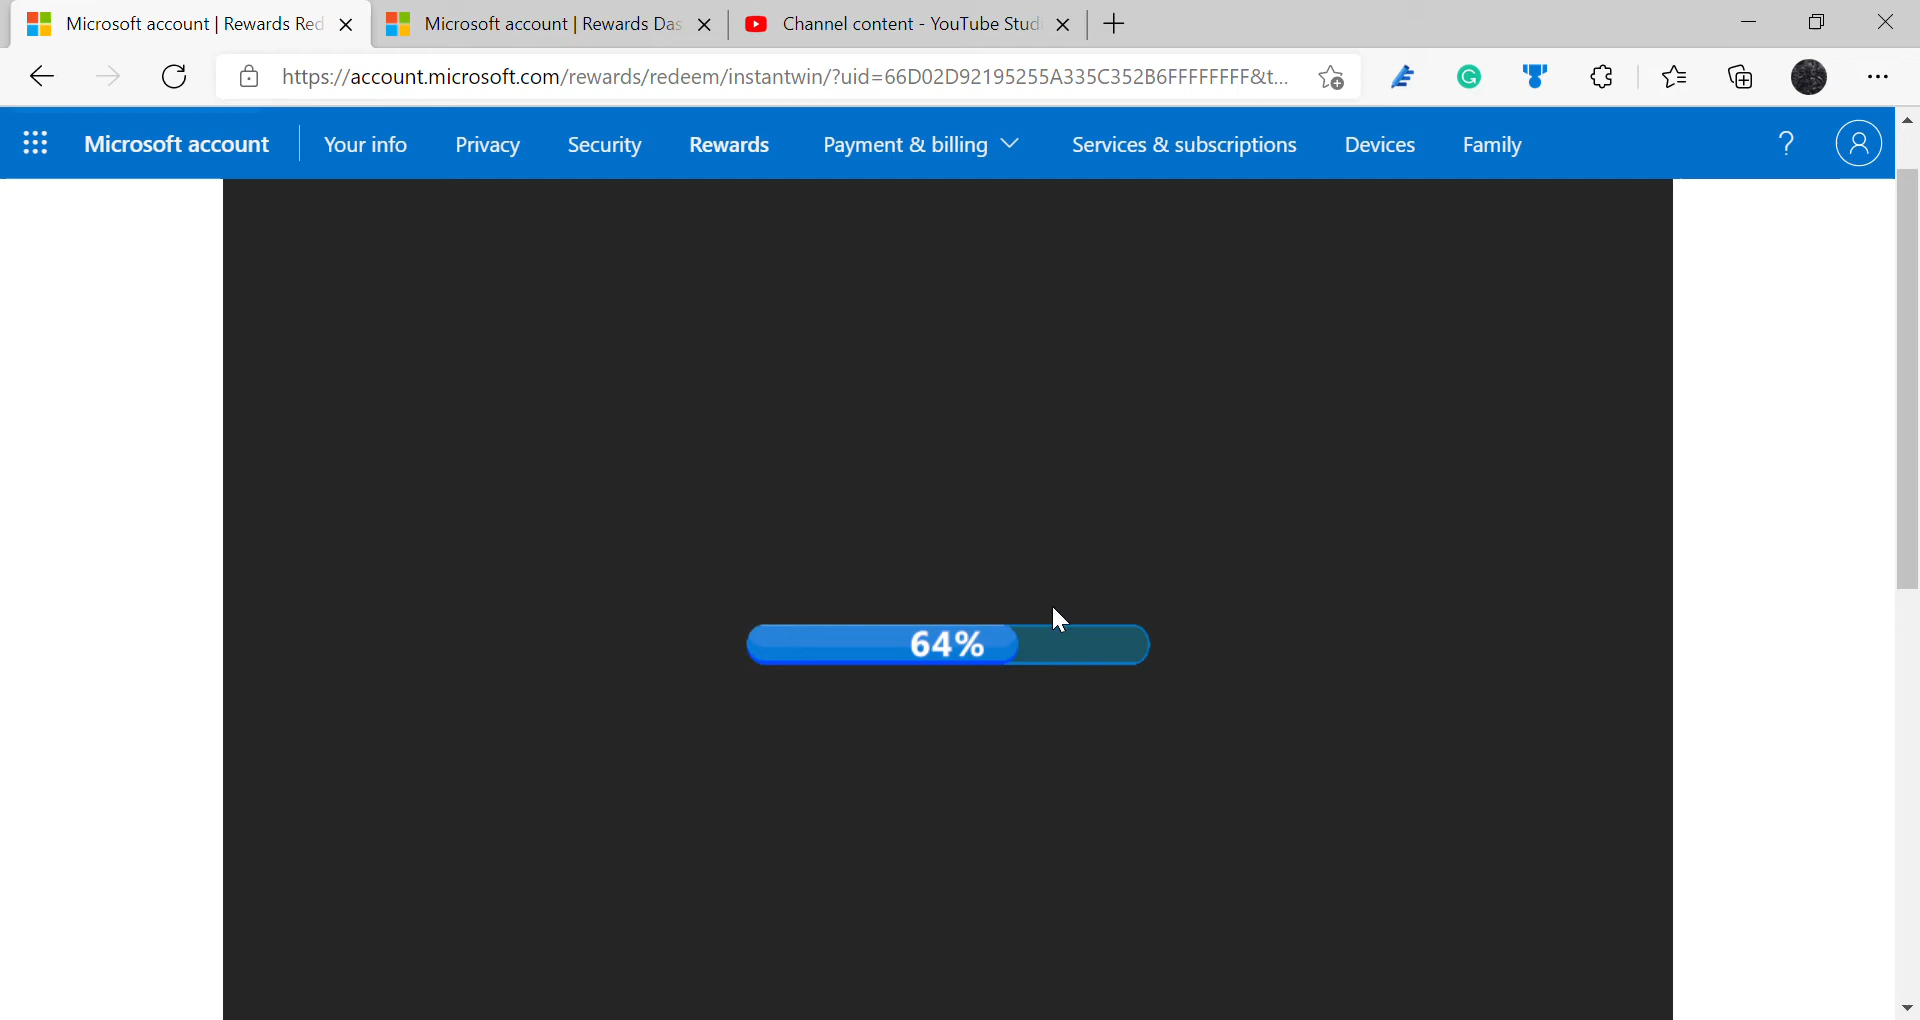 Microsoft account | Rewards Red
Microsoft account | Rewards Das
Channel content - YouTube Studi
https://account.microsoft.com/rewards/redeem/instantwin/?uid=66D02D92195255A335C352B6FFFFFFFF&t...
Microsoft account
Your info
Privacy
Security
Rewards
Payment & billing
Services & subscriptions
Devices
Family
?
64%